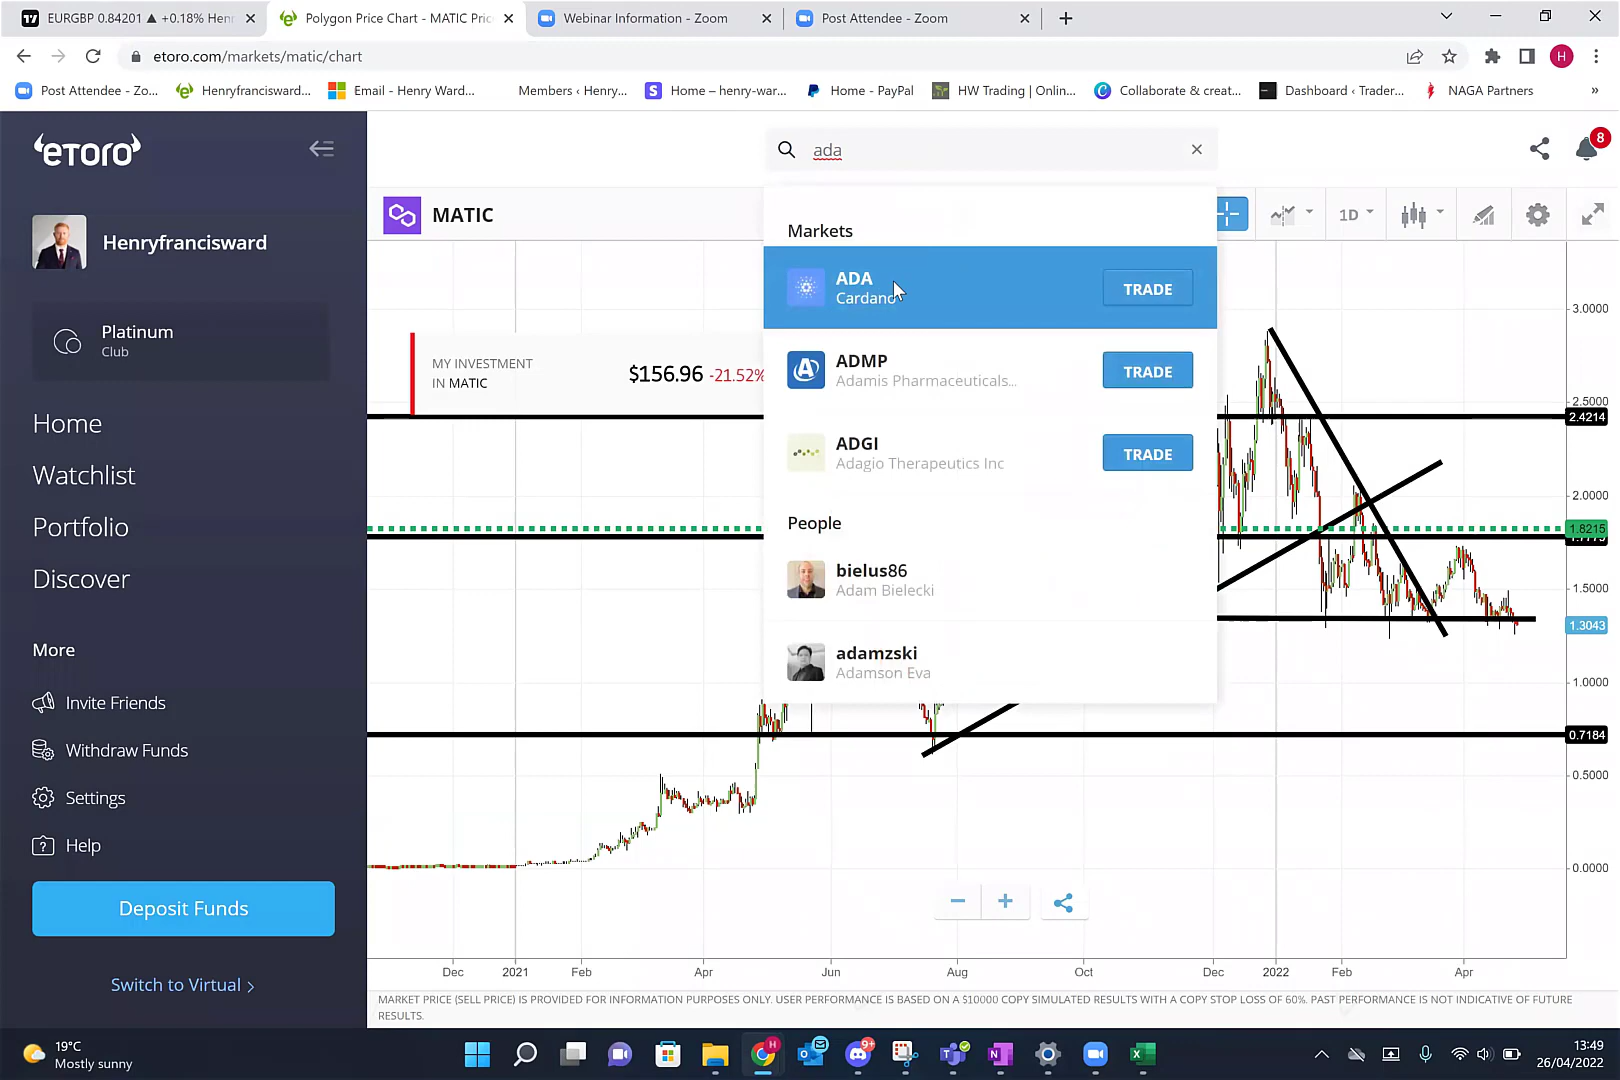 EURGBP 0.84201 ▲ +0.18% Henr
Polygon Price Chart - MATIC Pric
Webinar Information - Zoom
Post Attendee - Zoom
etoro.com/markets/matic/chart
H
Post Attendee - Zo...
Henryfrancisward...
Email - Henry Ward...
Members ‹ Henry...
Home – henry-war...
Home - PayPal
HW Trading | Onlin...
Collaborate & creat...
Dashboard ‹ Trader...
NAGA Partners
»
eToro
ada
8
Henryfrancisward
Platinum
Club
Home
Watchlist
Portfolio
Discover
More
Invite Friends
Withdraw Funds
Settings
Help
Deposit Funds
Switch to Virtual >
MATIC
1D
MY INVESTMENT
IN MATIC
$156.96 -21.52%
Markets
ADA
Cardano
TRADE
ADMP
Adamis Pharmaceuticals...
TRADE
ADGI
Adagio Therapeutics Inc
TRADE
People
bielus86
Adam Bielecki
adamzski
Adamson Eva
3.0000
2.5000
2.4214
2.0000
1.8215
1.5000
1.3043
1.0000
0.7184
0.5000
0.0000
Dec
2021
Feb
Apr
Jun
Aug
Oct
Dec
2022
Feb
Apr
MARKET PRICE (SELL PRICE) IS PROVIDED FOR INFORMATION PURPOSES ONLY. USER PERFORMANCE IS BASED ON A $10000 COPY SIMULATED RESULTS WITH A COPY STOP LOSS OF 60%. PAST PERFORMANCE IS NOT INDICATIVE OF FUTURE
RESULTS.
19°C
Mostly sunny
H
9+
13:49
26/04/2022